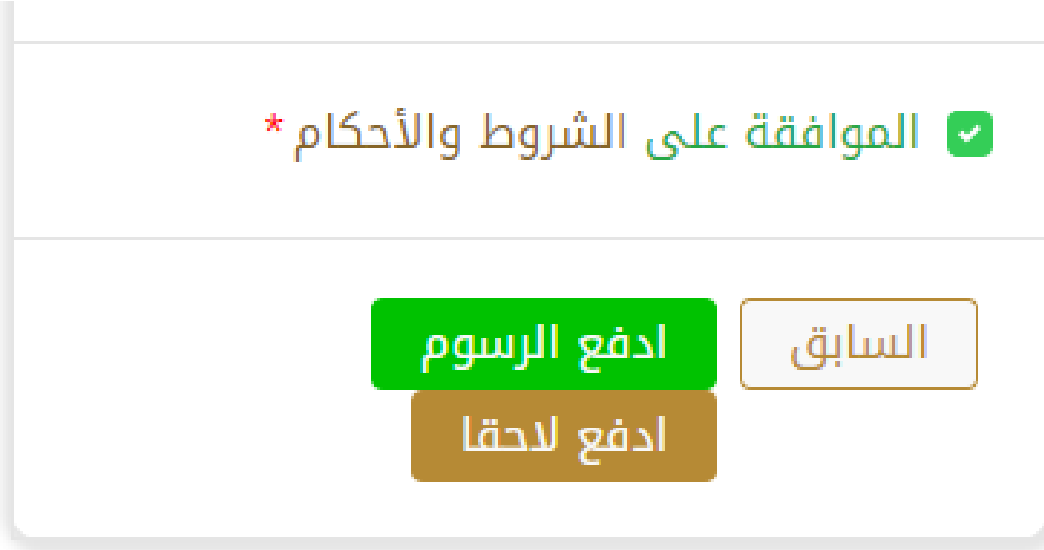 الموافقة على الشروط والأحكام *
السابق
ادفع الرسوم
ادفع لاحقا